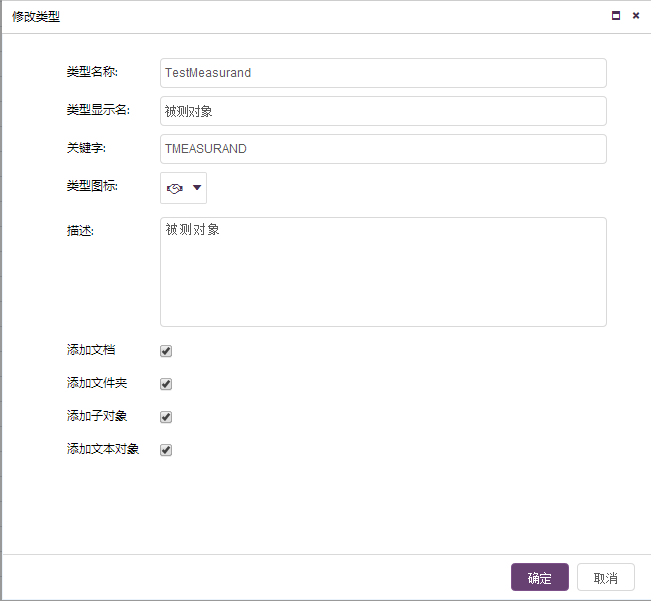 修改类型
类型名称: TestMeasurand
类型显示名: 被测对象
关键字: TMEASURAND
类型图标:
描述: 被测对象
添加文档
添加文件夹
添加子对象
添加文本对象
确定 取消